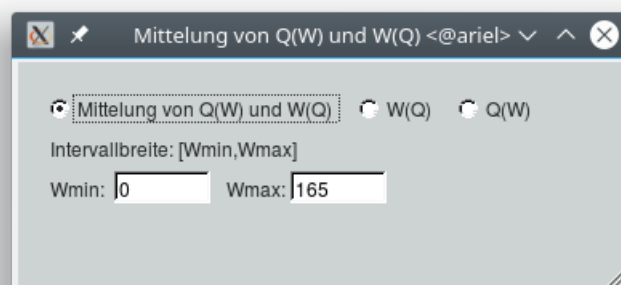 Mittelung von Q(W) und W(Q) <@ariel>
Mittelung von Q(W) und W(Q) W(Q) Q(W)
Intervallbreite: [Wmin,Wmax]
Wmin: 0 Wmax: 165